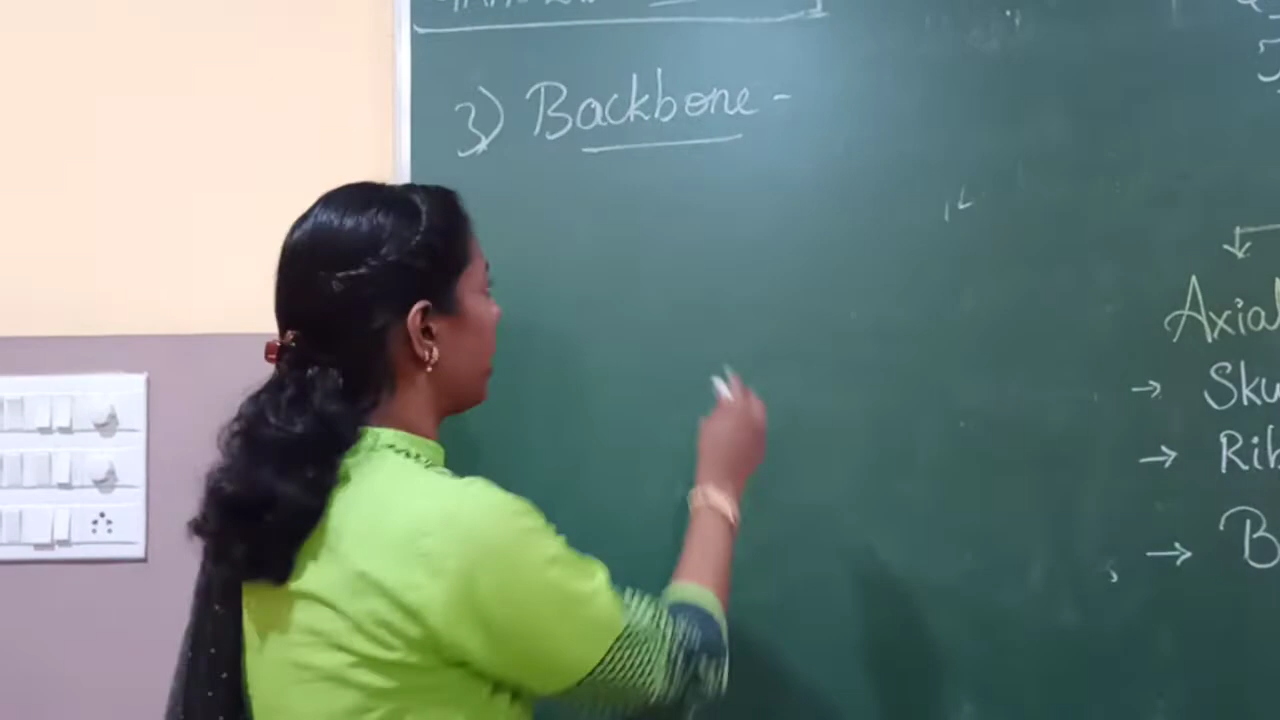 3) Backbone -
Axial
→ Sku
→ Rib
→ B